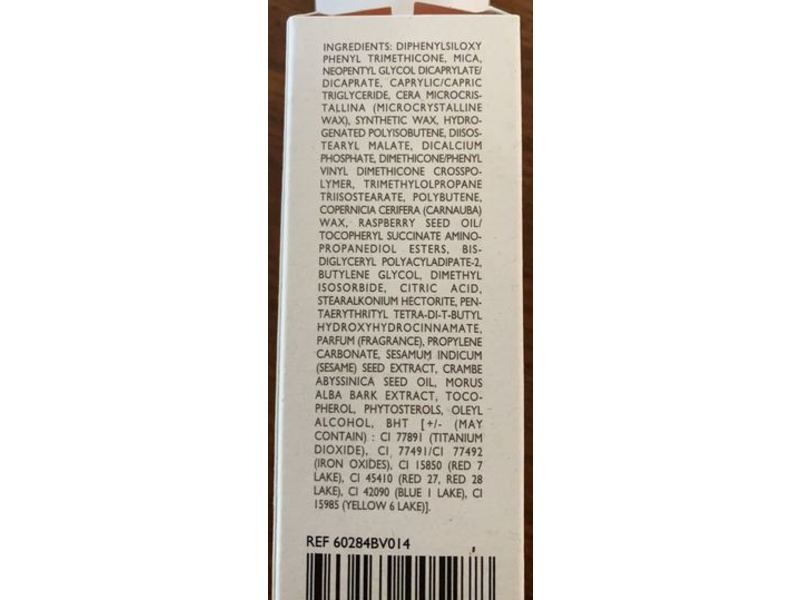 INGREDIENTS: DIPHENYLSILOXY
PHENYL TRIMETHICONE, MICA,
NEOPENTYL GLYCOL DICAPRYLATE/
DICAPRATE, CAPRYLIC/CAPRIC
TRIGLYCERIDE, CERA MICROCRIS-
TALLINA (MICROCRYSTALLINE
WAX), SYNTHETIC WAX, HYDRO-
GENATED POLYISOBUTENE, DIISOS-
TEARYL MALATE, DICALCIUM
PHOSPHATE, DIMETHICONE/PHENYL
VINYL DIMETHICONE CROSSPO-
LYMER, TRIMETHYLOLPROPANE
TRIISOSTEARATE, POLYBUTENE,
COPERNICIA CERIFERA (CARNAUBA)
WAX, RASPBERRY SEED OIL/
TOCOPHERYL SUCCINATE AMINO-
PROPANEDIOL ESTERS, BIS-
DIGLYCERYL POLYACYLADIPATE-2,
BUTYLENE GLYCOL, DIMETHYL
ISOSORBIDE, CITRIC ACID,
STEARALKONIUM HECTORITE, PEN-
TAERYTHRITYL TETRA-DI-T-BUTYL
HYDROXYHYDROCINNAMATE,
PARFUM (FRAGRANCE), PROPYLENE
CARBONATE, SESAMUM INDICUM
(SESAME) SEED EXTRACT, CRAMBE
ABYSSINICA SEED OIL, MORUS
ALBA BARK EXTRACT, TOCO-
PHEROL, PHYTOSTEROLS, OLEYL
ALCOHOL, BHT [+/- (MAY
CONTAIN) : CI 77891 (TITANIUM
DIOXIDE), CI 77491/CI 77492
(IRON OXIDES), CI 15850 (RED 7
LAKE), CI 45410 (RED 27, RED 28
LAKE), CI 42090 (BLUE 1 LAKE), CI
15985 (YELLOW 6 LAKE)].
REF 60284BV014